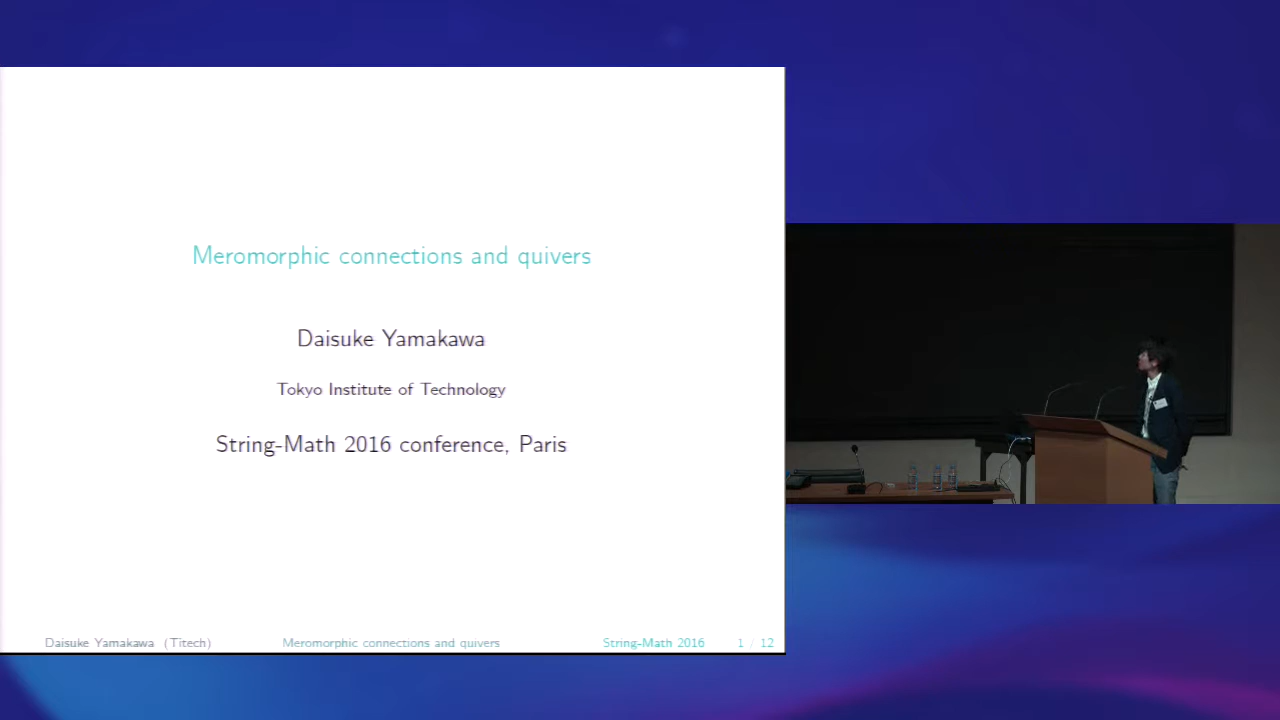 Meromorphic connections and quivers
Daisuke Yamakawa
Tokyo Institute of Technology
String-Math 2016 conference, Paris
Daisuke Yamakawa (Titech) Meromorphic connections and quivers String-Math 2016 1 / 12